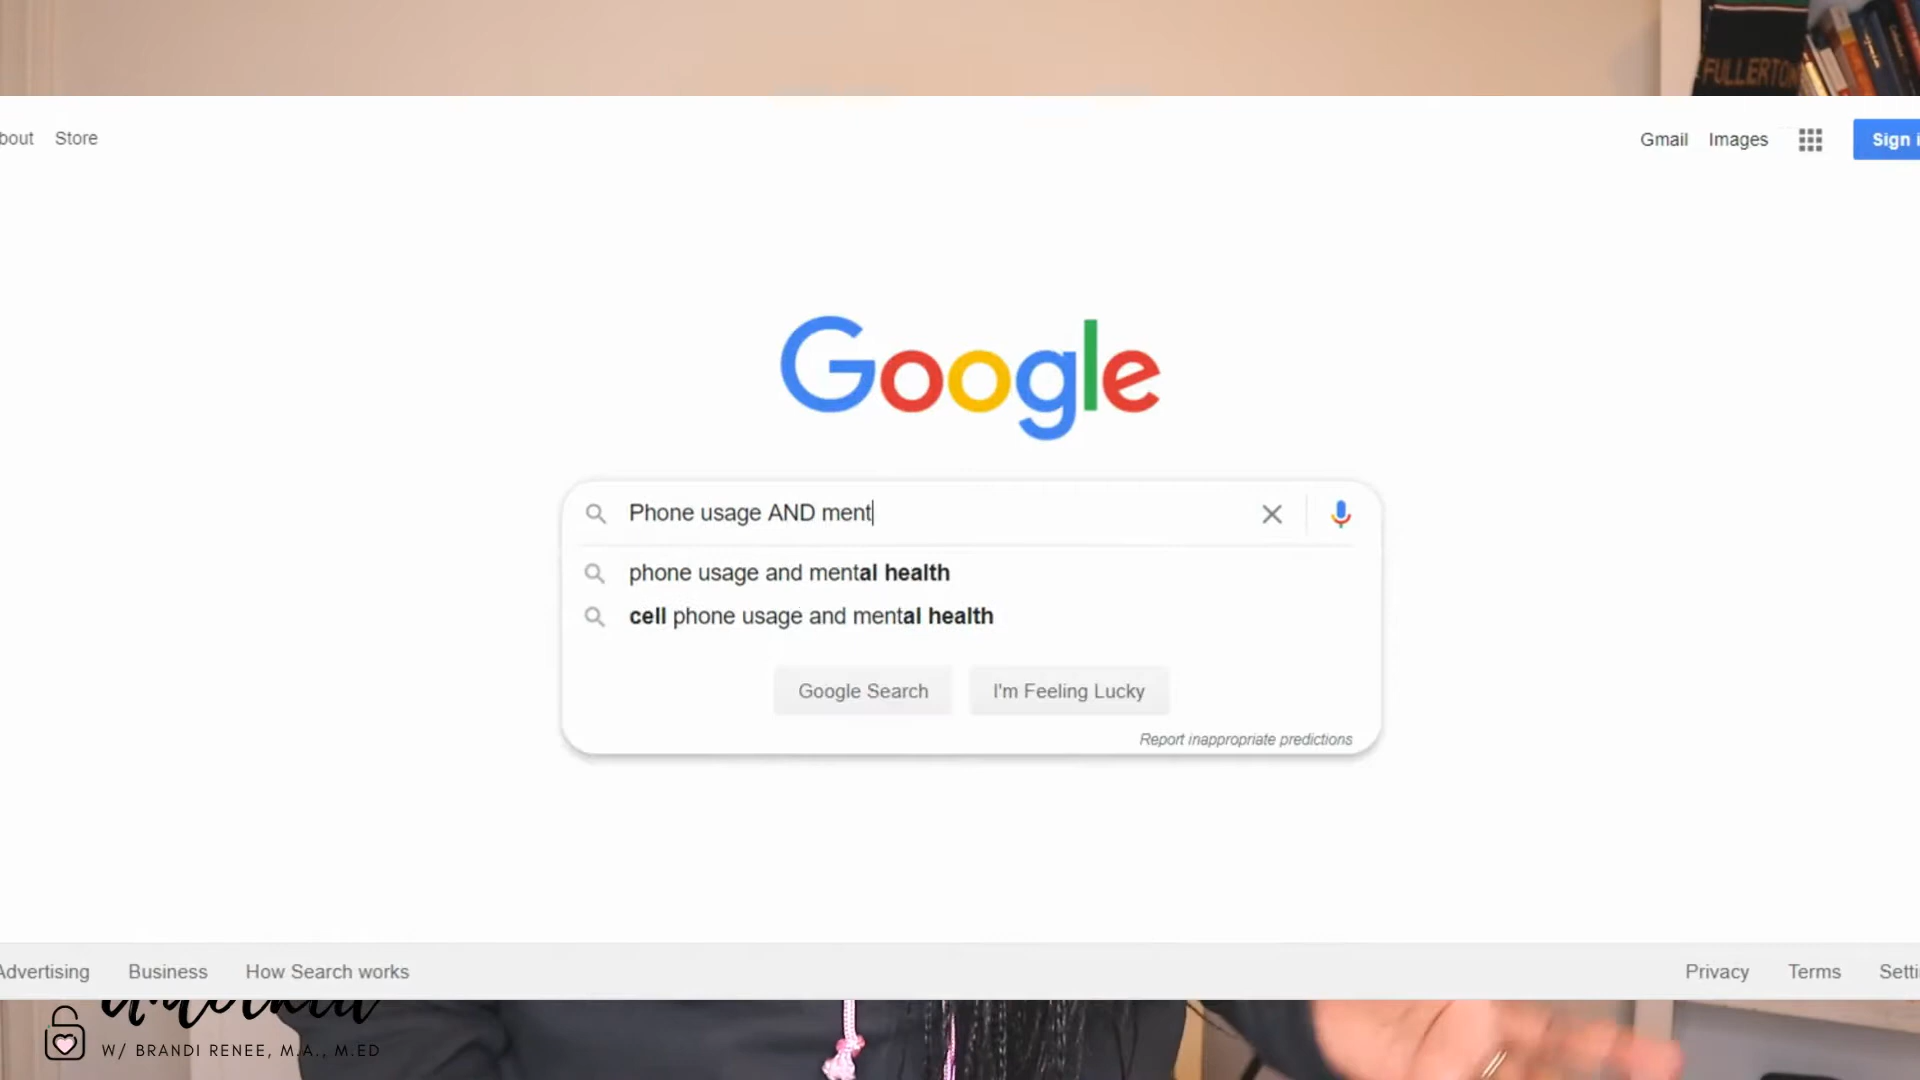 FULLERTON
bout Store
Gmail Images Sign i
Google
Phone usage AND ment
phone usage and mental health
cell phone usage and mental health
Google Search I'm Feeling Lucky
Report inappropriate predictions
Advertising Business How Search works
Privacy Terms Setti
W/ BRANDI RENEE, M.A., M.ED